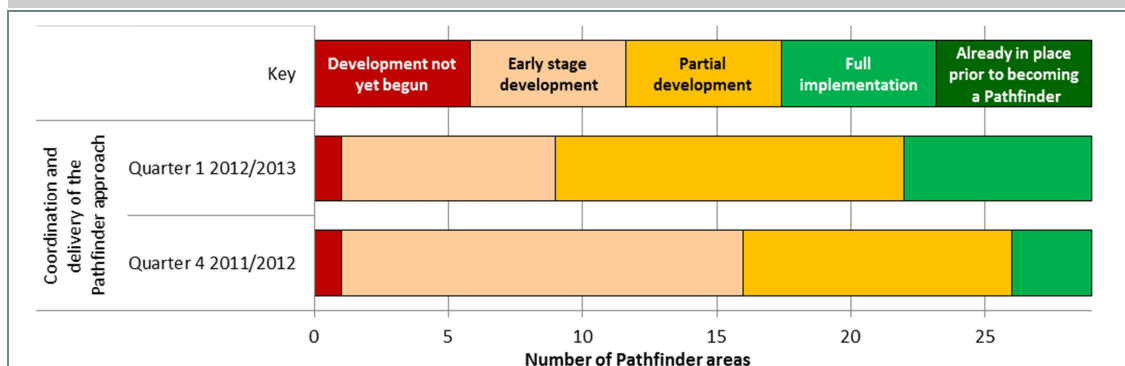 Key
Development not
yet begun
Early stage
development
Partial
development
Full
implementation
Already in place
prior to becoming
a Pathfinder
Coordination and
delivery of the
Pathfinder approach
Quarter 1 2012/2013
Quarter 4 2011/2012
0 5 10 15 20 25
Number of Pathfinder areas